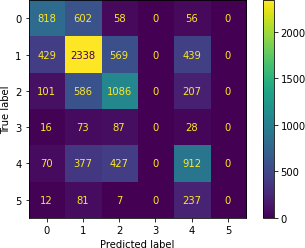 0 818 602 58 0 56 0
1 429 2338 569 0 439 0
2 101 586 1086 0 207 0
3 16 73 87 0 28 0
4 70 377 427 0 912 0
5 12 81 7 0 237 0
0 1 2 3 4 5
Predicted label
True label
2000
1500
1000
500
0